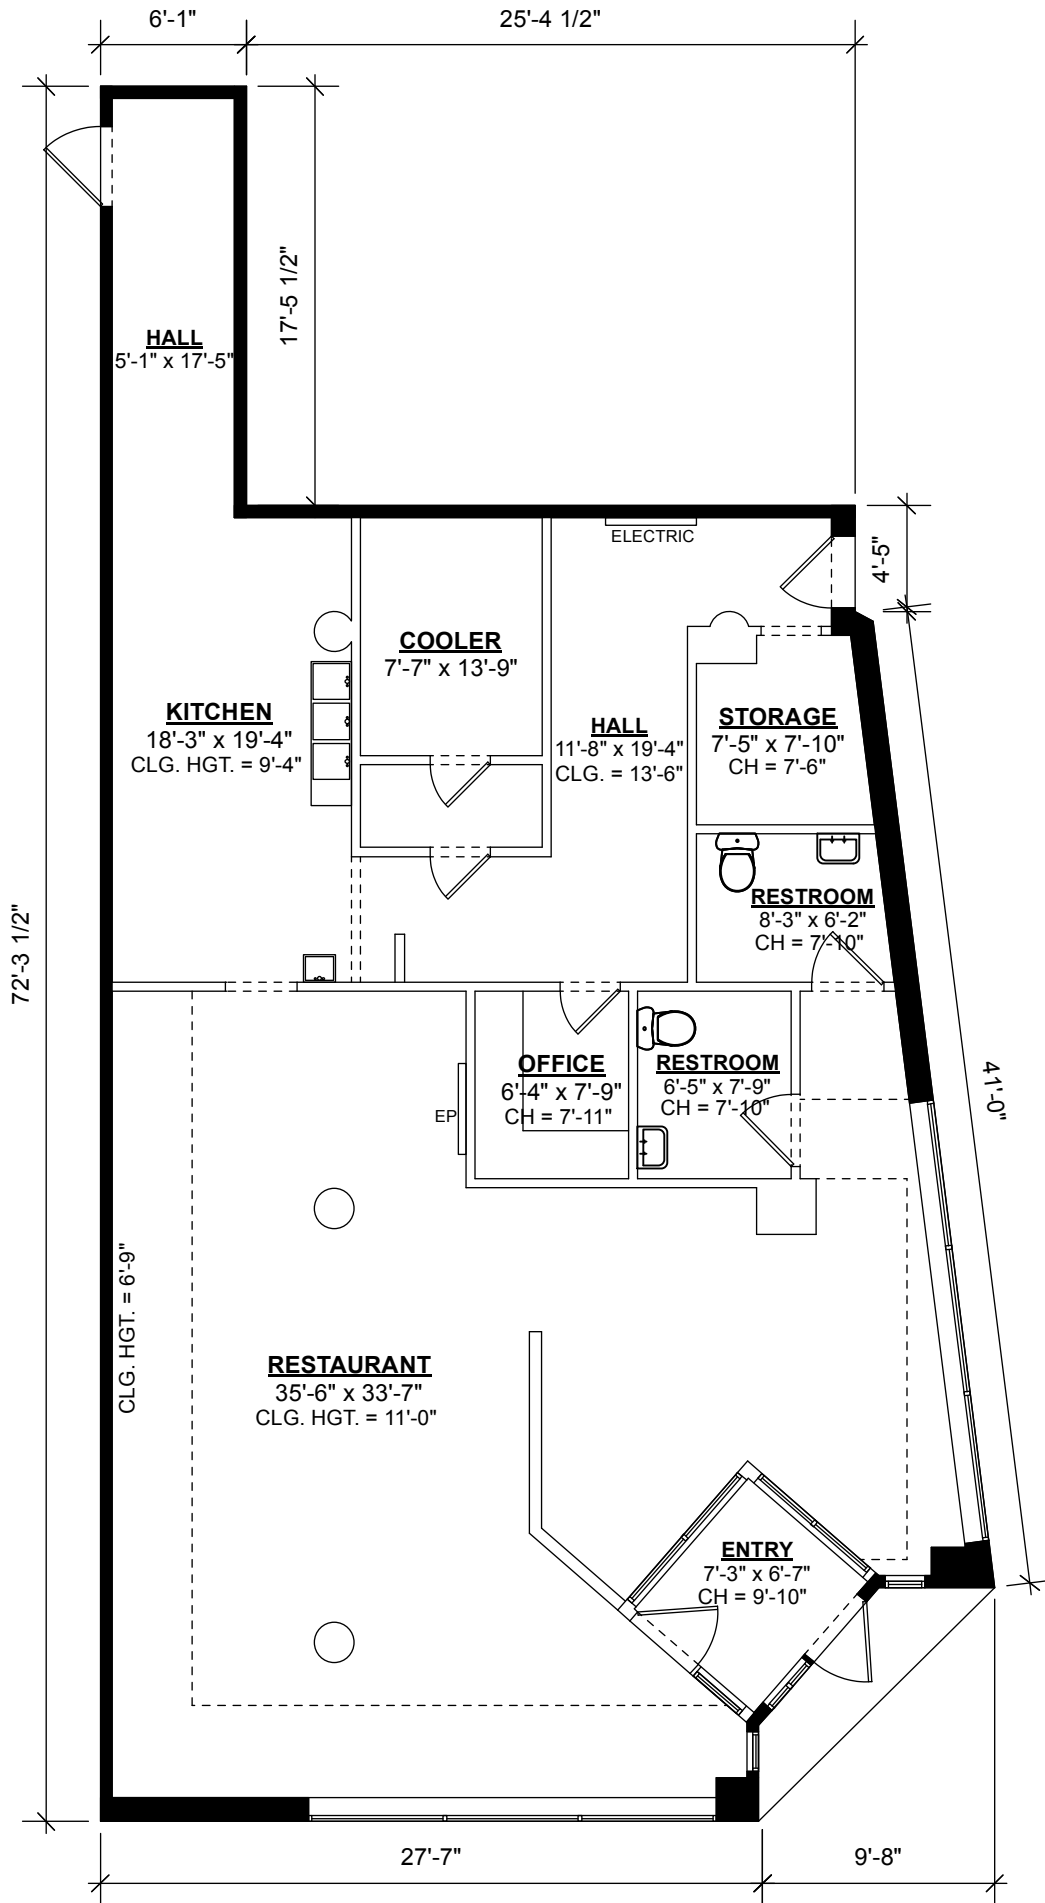 6'-1"
25'-4 1/2"
17'-5 1/2"
HALL
5'-1" x 17'-5"
ELECTRIC
4'-5"
COOLER
7'-7" x 13'-9"
KITCHEN
18'-3" x 19'-4"
CLG. HGT. = 9'-4"
HALL
11'-8" x 19'-4"
CLG. = 13'-6"
STORAGE
7'-5" x 7'-10"
CH = 7'-6"
RESTROOM
8'-3" x 6'-2"
CH = 7'-10"
72'-3 1/2"
OFFICE
6'-4" x 7'-9"
CH = 7'-11"
RESTROOM
6'-5" x 7'-9"
CH = 7'-10"
EP
41'-0"
CLG. HGT. = 6'-9"
RESTAURANT
35'-6" x 33'-7"
CLG. HGT. = 11'-0"
ENTRY
7'-3" x 6'-7"
CH = 9'-10"
27'-7"
9'-8"